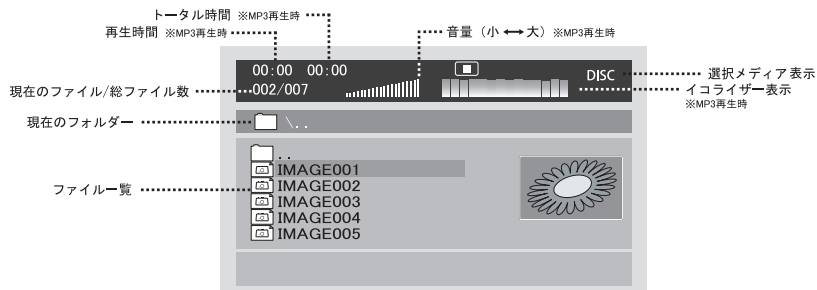 トータル時間 ※MP3再生時
再生時間 ※MP3再生時
音量（小 ⟷ 大）※MP3再生時
00:00 00:00
DISC
選択メディア表示
現在のファイル/総ファイル数
002/007
イコライザー表示
※MP3再生時
現在のフォルダー
\..
..
IMAGE001
IMAGE002
ファイル一覧
IMAGE003
IMAGE004
IMAGE005